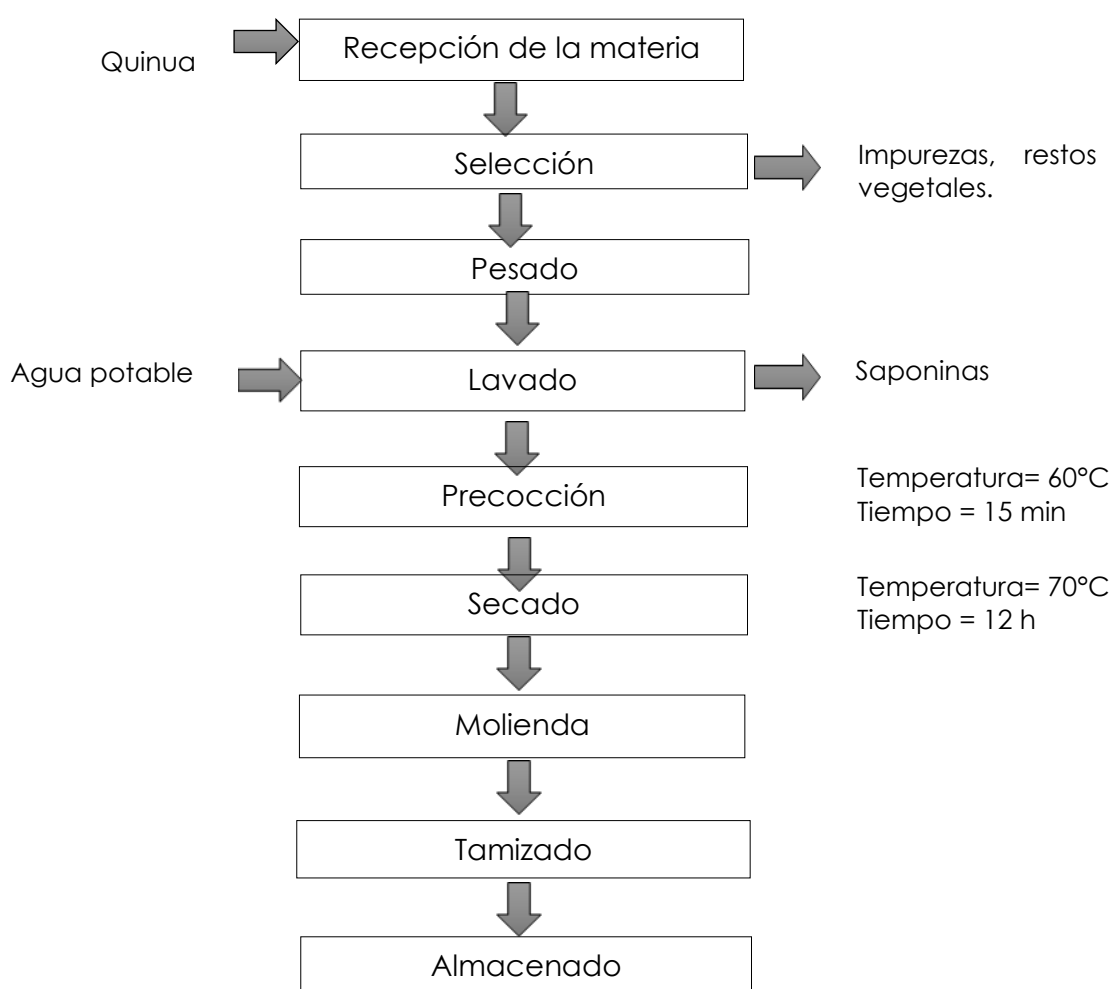 Quinua
Recepción de la materia
Selección
Impurezas, restos
vegetales.
Pesado
Agua potable
Lavado
Saponinas
Precocción
Temperatura= 60°C
Tiempo = 15 min
Secado
Temperatura= 70°C
Tiempo = 12 h
Molienda
Tamizado
Almacenado